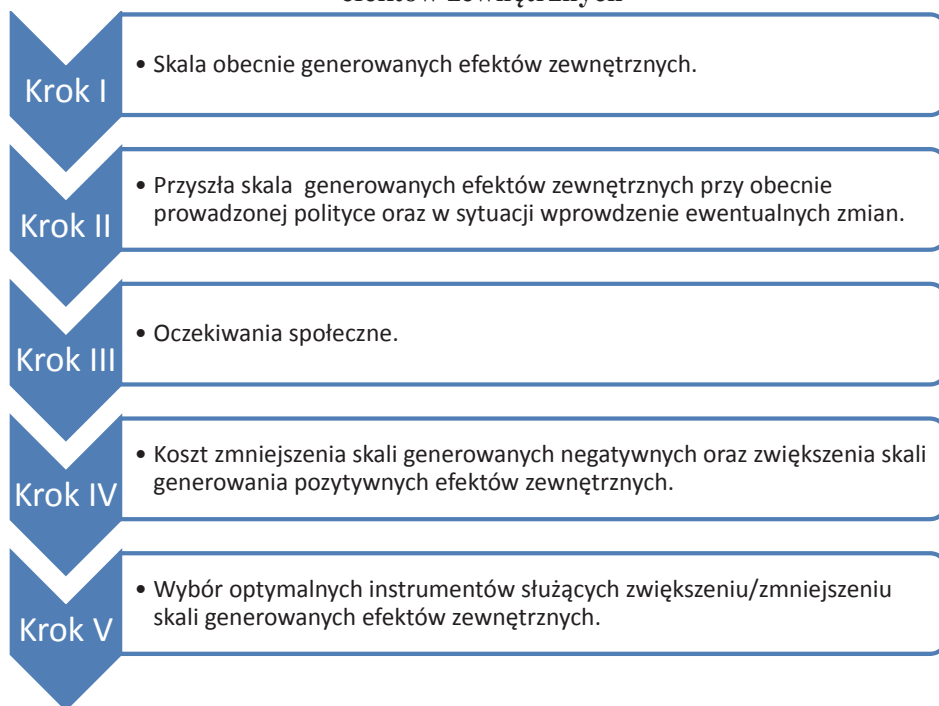 efektów zewnętrznych
Krok I
• Skala obecnie generowanych efektów zewnętrznych.
Krok II
• Przyszła skala generowanych efektów zewnętrznych przy obecnie
prowadzonej polityce oraz w sytuacji wprowdzenie ewentualnych zmian.
Krok III
• Oczekiwania społeczne.
Krok IV
• Koszt zmniejszenia skali generowanych negatywnych oraz zwiększenia skali
generowania pozytywnych efektów zewnętrznych.
Krok V
• Wybór optymalnych instrumentów służących zwiększeniu/zmniejszeniu
skali generowanych efektów zewnętrznych.